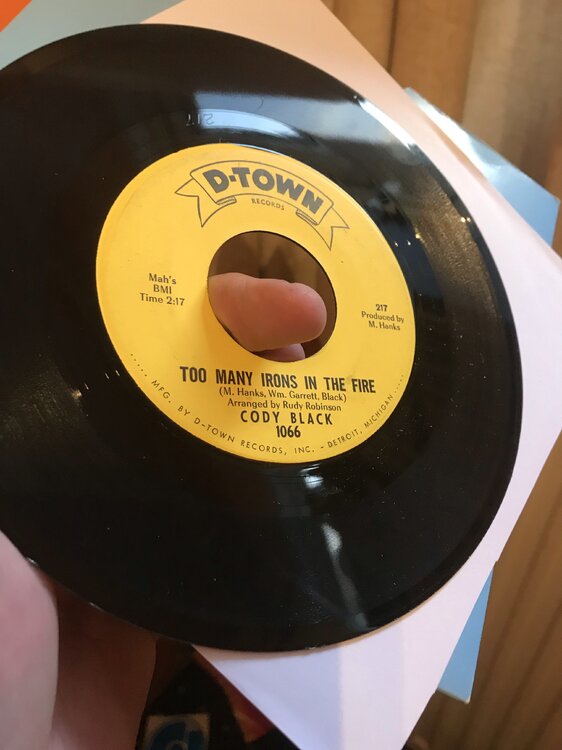 217
D-TOWN
RECORDS
Mah's
BMI
Time 2:17
217
Produced by
M. Hanks
TOO MANY IRONS IN THE FIRE
(M. Hanks, Wm. Garrett, Black)
Arranged by Rudy Robinson
CODY BLACK
1066
...... MFG. BY D-TOWN RECORDS, INC. - DETROIT, MICHIGAN ......